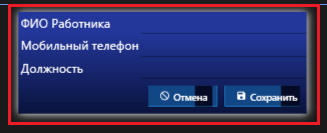 ФИО Работника
Мобильный телефон
Должность
Отмена Сохранить